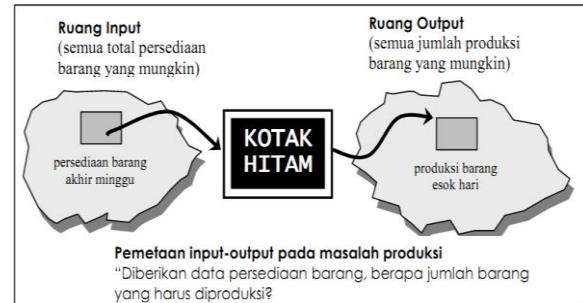 Ruang Input
(semua total persediaan
barang yang mungkin)
Ruang Output
(semua jumlah produksi
barang yang mungkin)
persediaan barang
akhir minggu
KOTAK
HITAM
produksi barang
esok hari
Pemetaan input-output pada masalah produksi
“Diberikan data persediaan barang, berapa jumlah barang
yang harus diproduksi?